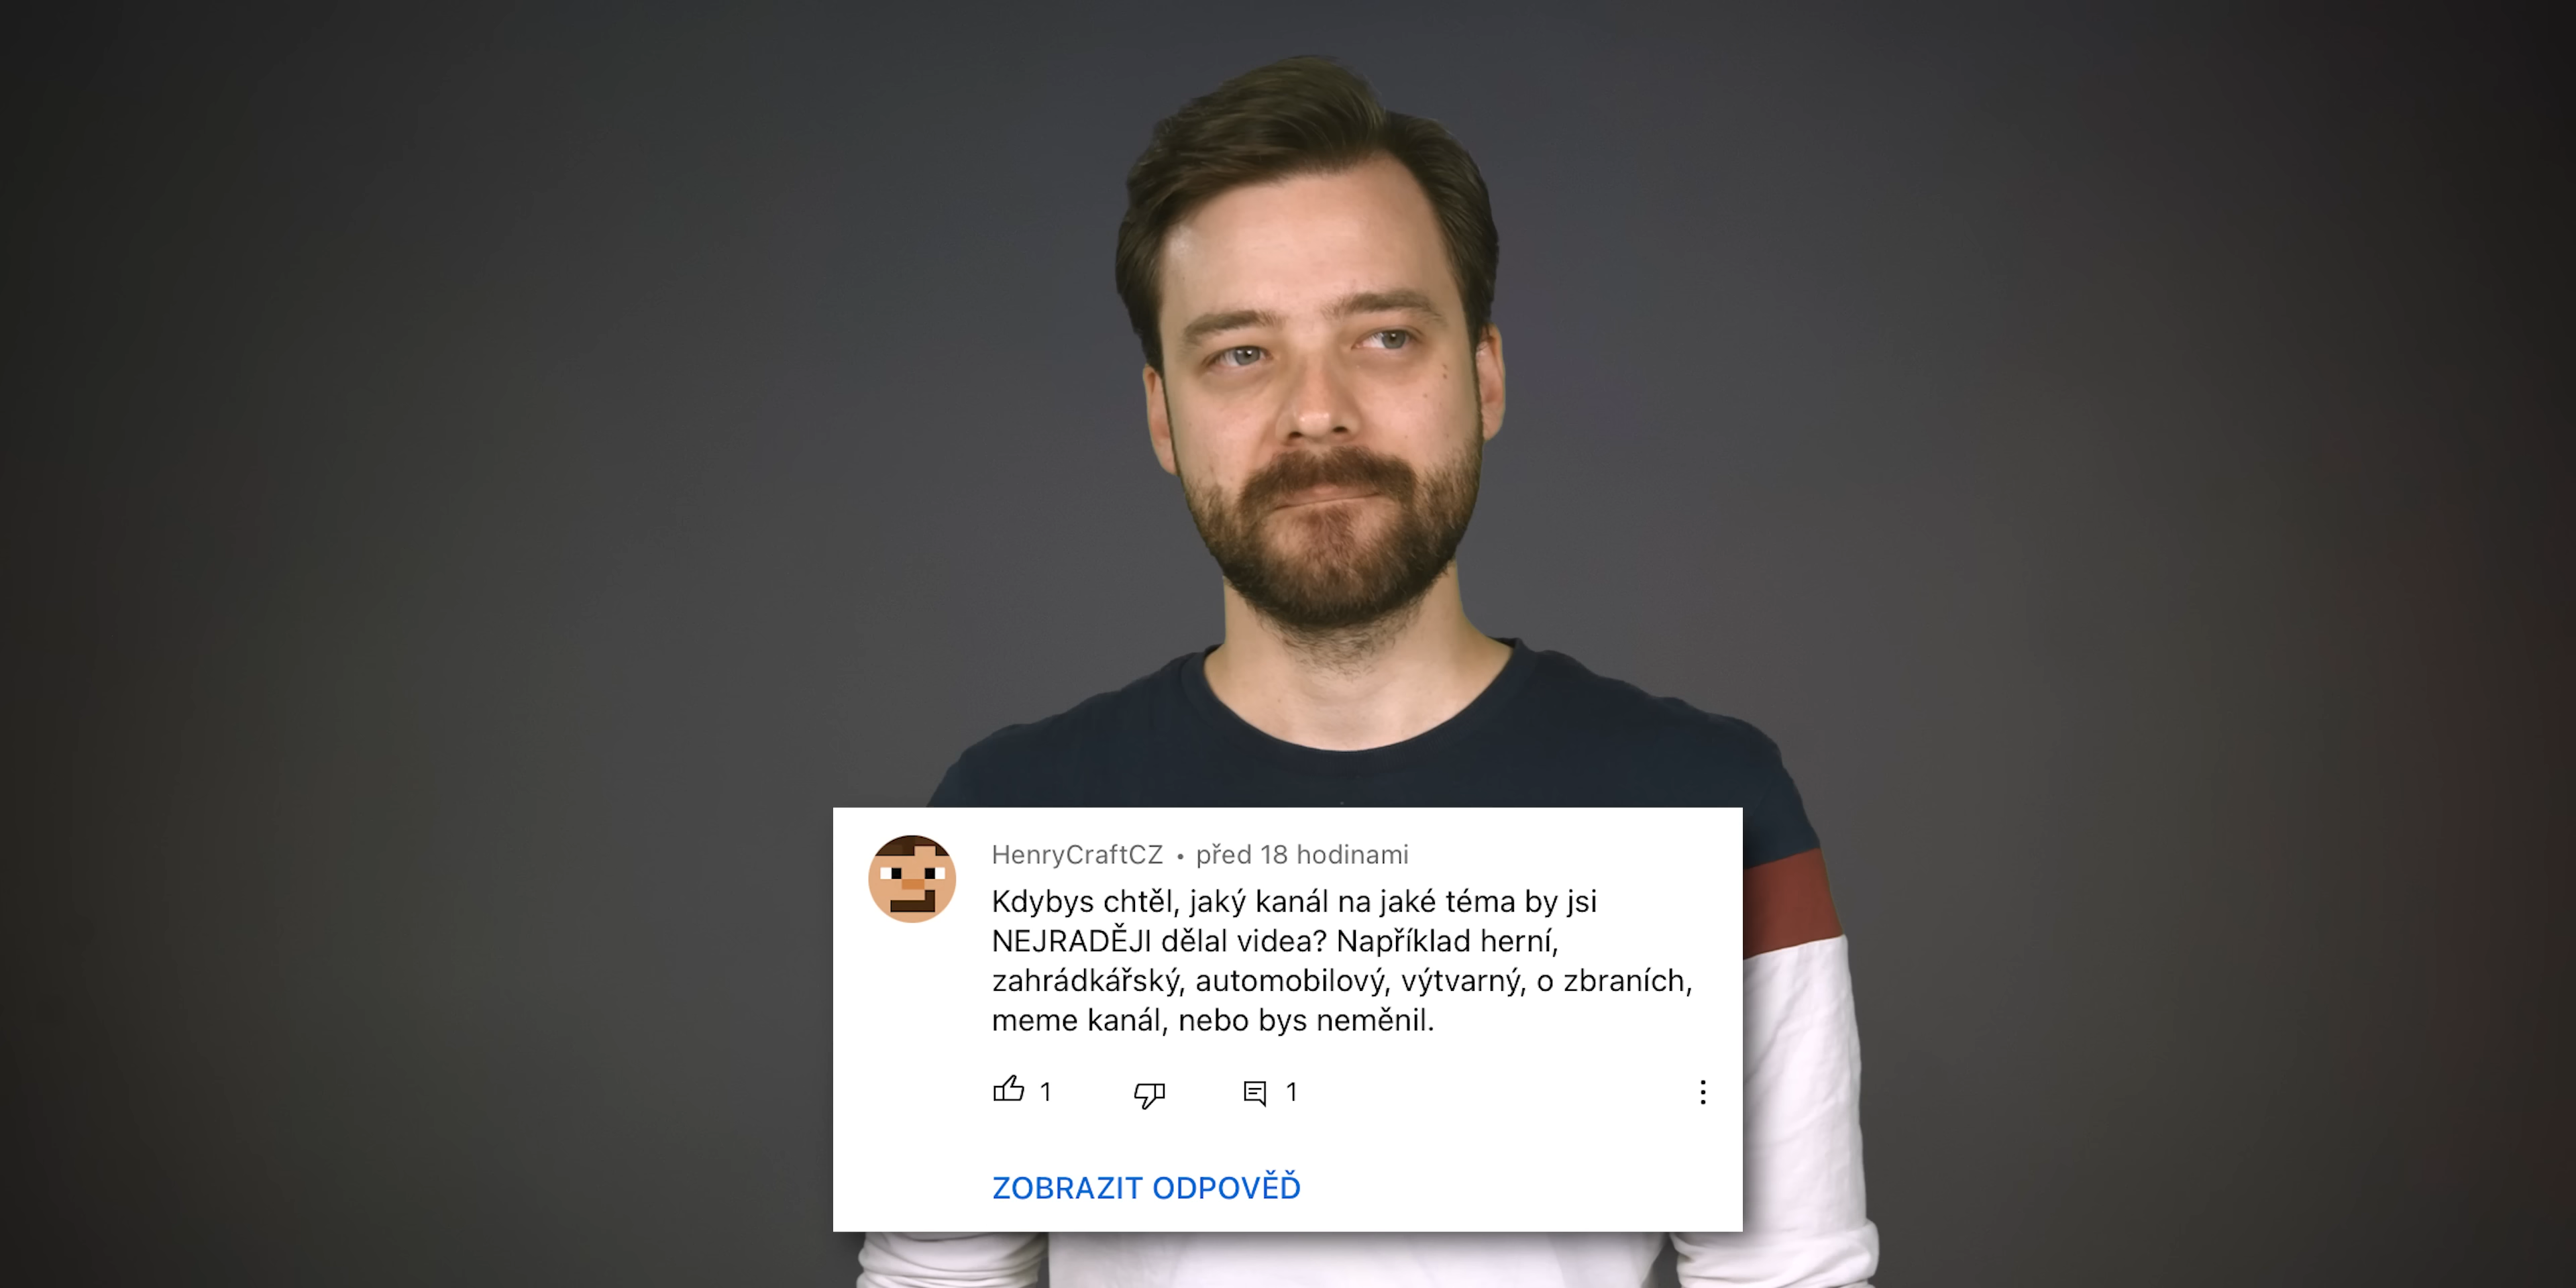 HenryCraftCZ • před 18 hodinami
Kdybys chtěl, jaký kanál na jaké téma by jsi
NEJRADĚJI dělal videa? Například herní,
zahrádkářský, automobilový, výtvarný, o zbraních,
meme kanál, nebo bys neměnil.
1 1
ZOBRAZIT ODPOVĚĎ